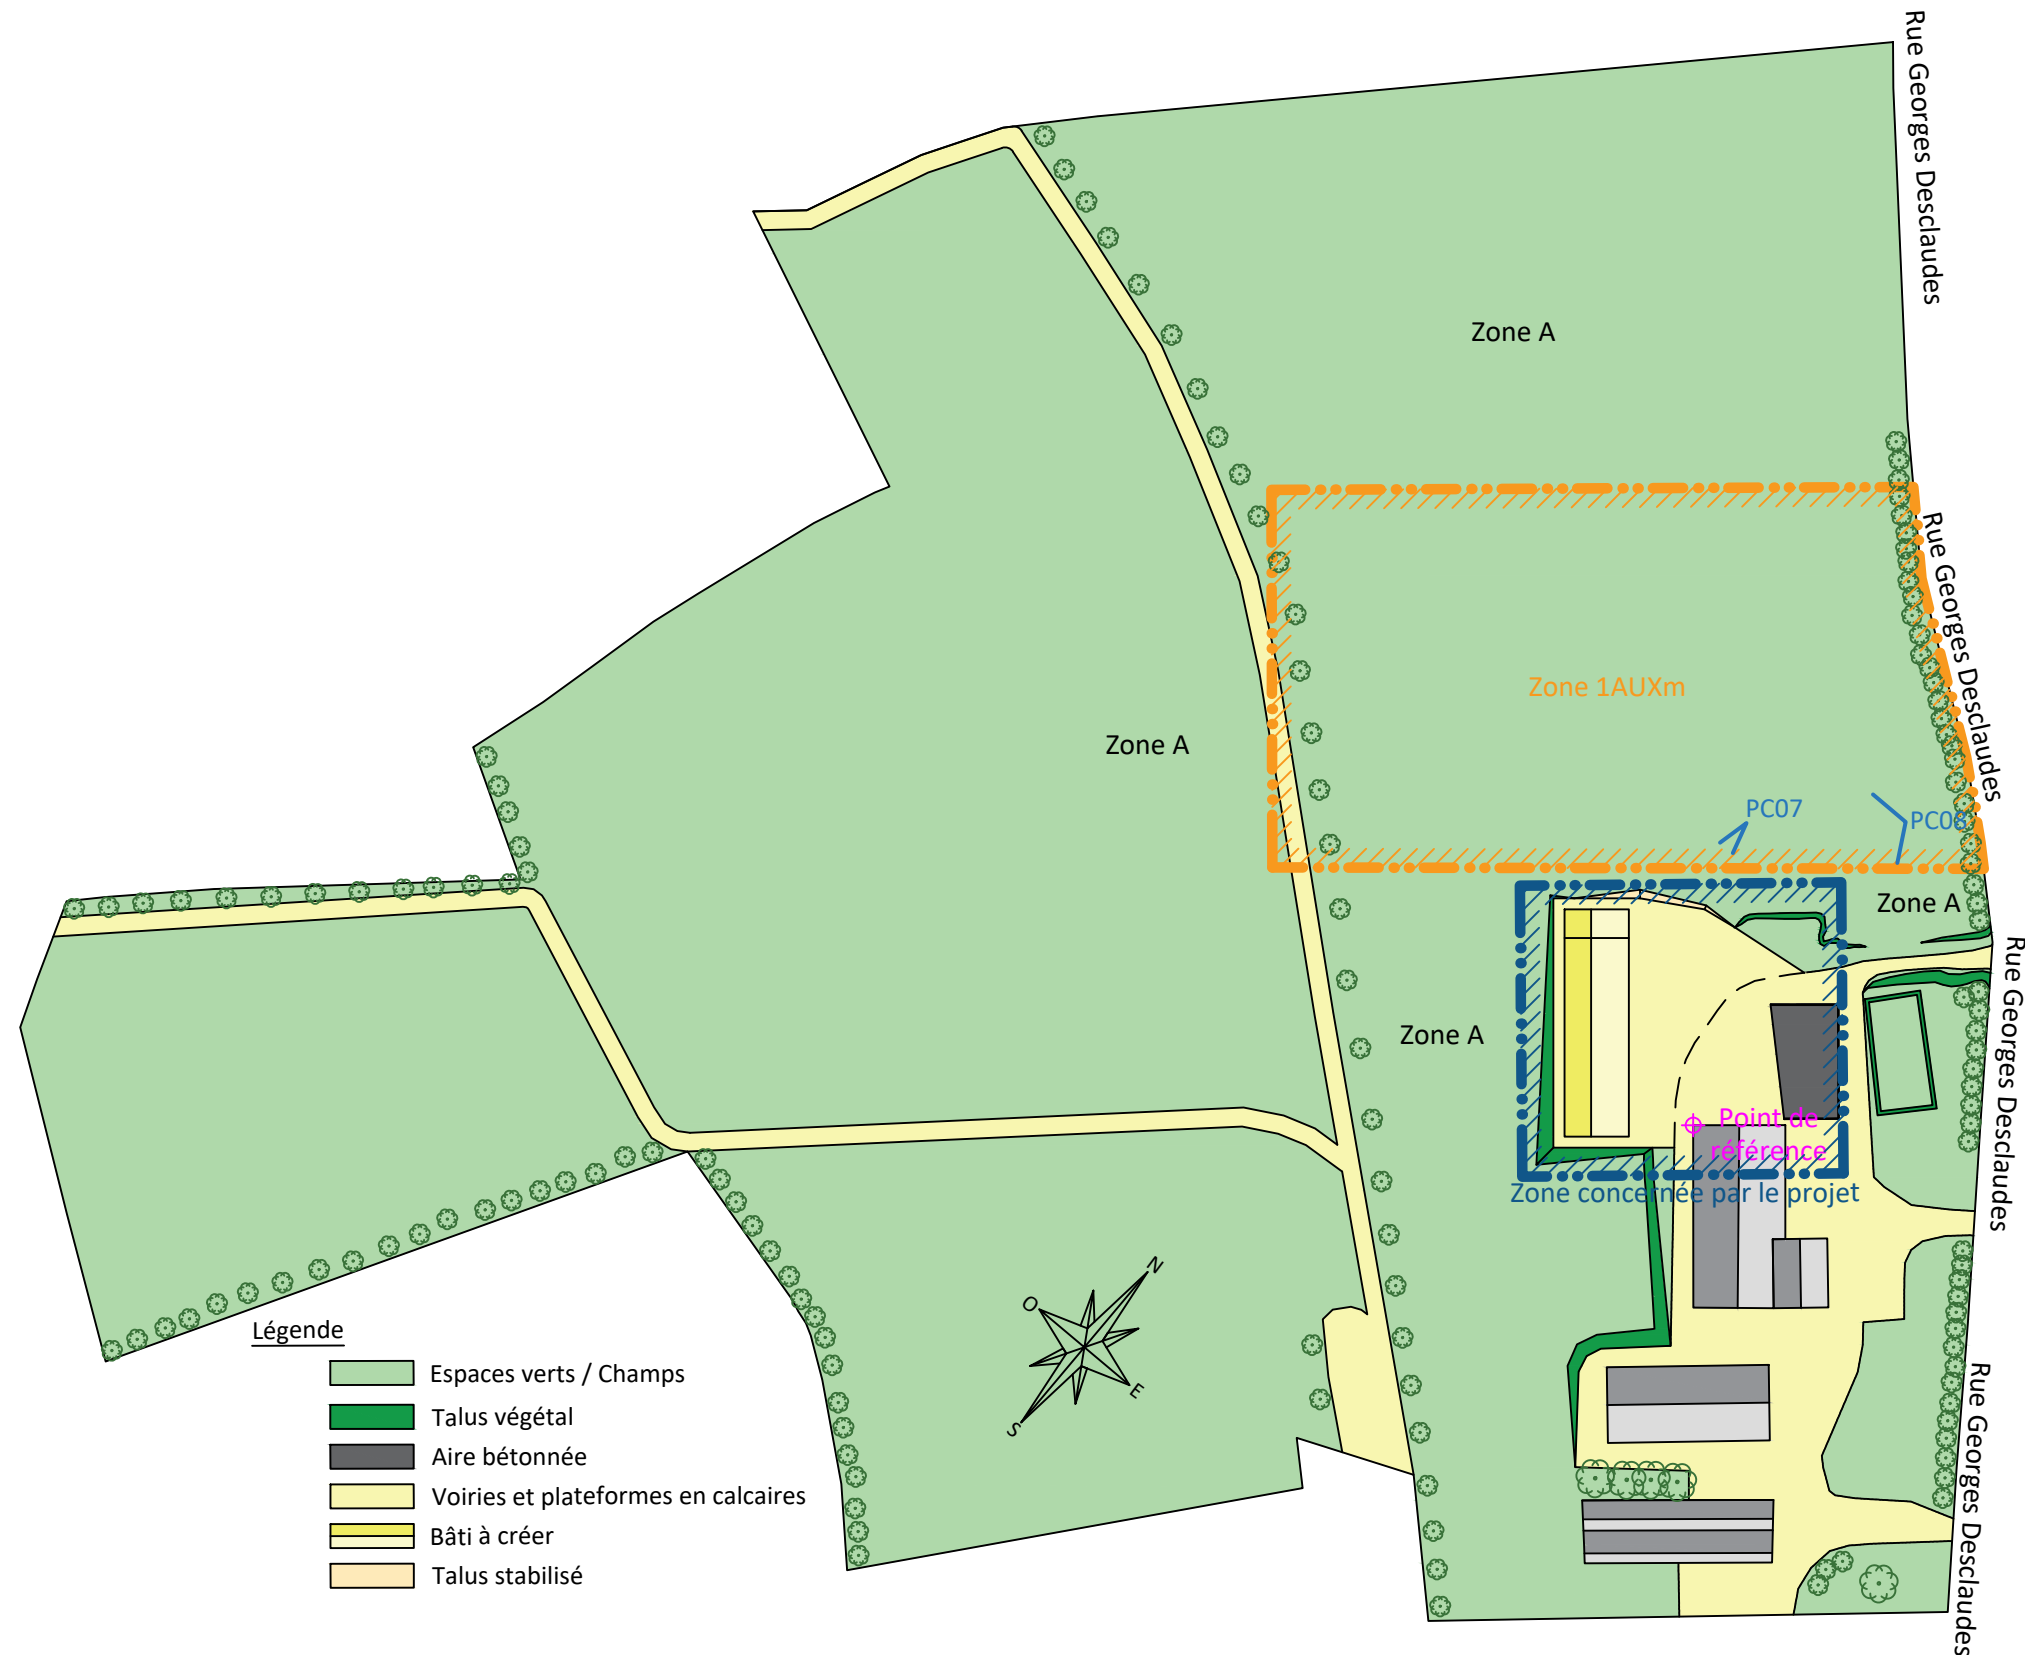 Rue Georges Desclaudes
Zone A
Rue Georges Desclaudes
Zone 1AUXm
Zone A
PC07
PC08
Zone A
Rue Georges Desclaudes
Zone A
Point de
référence
Zone concernée par le projet
N
O
E
S
Légende
Espaces verts / Champs
Talus végétal
Aire bétonnée
Voiries et plateformes en calcaires
Bâti à créer
Talus stabilisé
Rue Georges Desclaudes